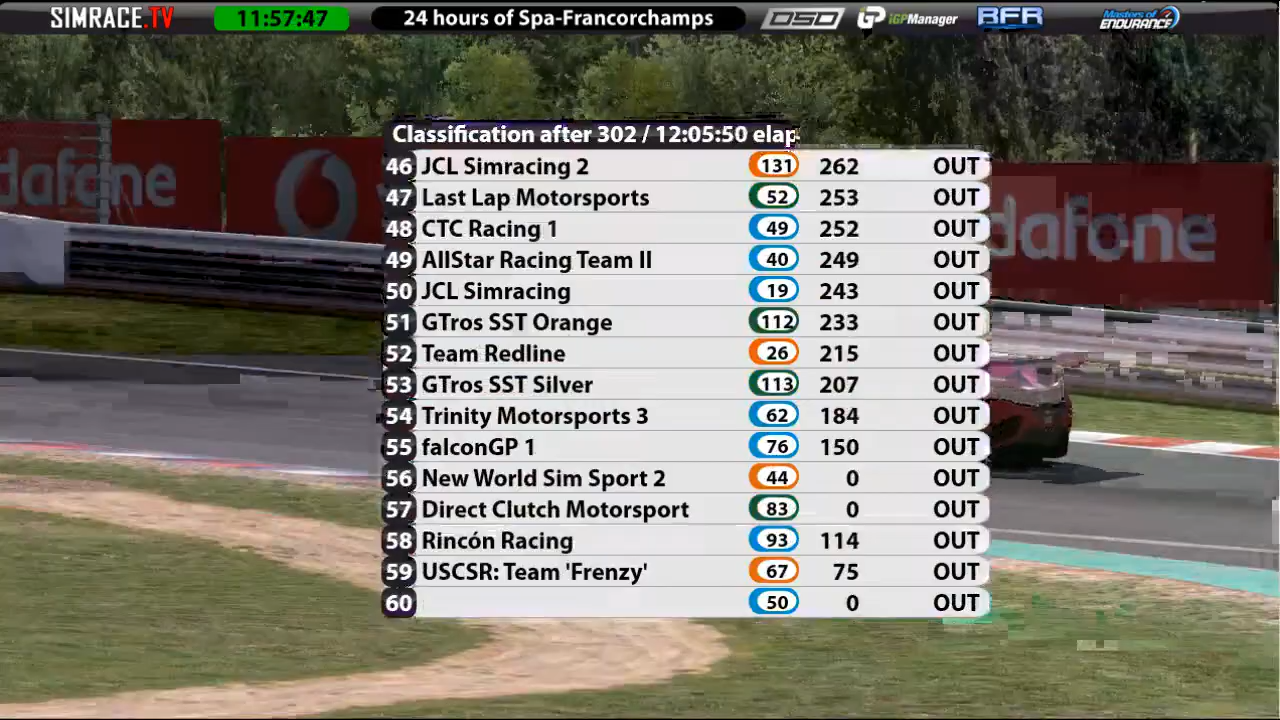 SIMRACE.TV 11:57:47 24 hours of Spa-Francorchamps DSD GP iGPManager BFR Masters of ENDURANCE
Classification after 302 / 12:05:50 elap
46 JCL Simracing 2 131 262 OUT
47 Last Lap Motorsports 52 253 OUT
48 CTC Racing 1 49 252 OUT
49 AllStar Racing Team II 40 249 OUT
50 JCL Simracing 19 243 OUT
51 GTros SST Orange 112 233 OUT
52 Team Redline 26 215 OUT
53 GTros SST Silver 113 207 OUT
54 Trinity Motorsports 3 62 184 OUT
55 falconGP 1 76 150 OUT
56 New World Sim Sport 2 44 0 OUT
57 Direct Clutch Motorsport 83 0 OUT
58 Rincón Racing 93 114 OUT
59 USCSR: Team 'Frenzy' 67 75 OUT
60 50 0 OUT
dafone
dafone